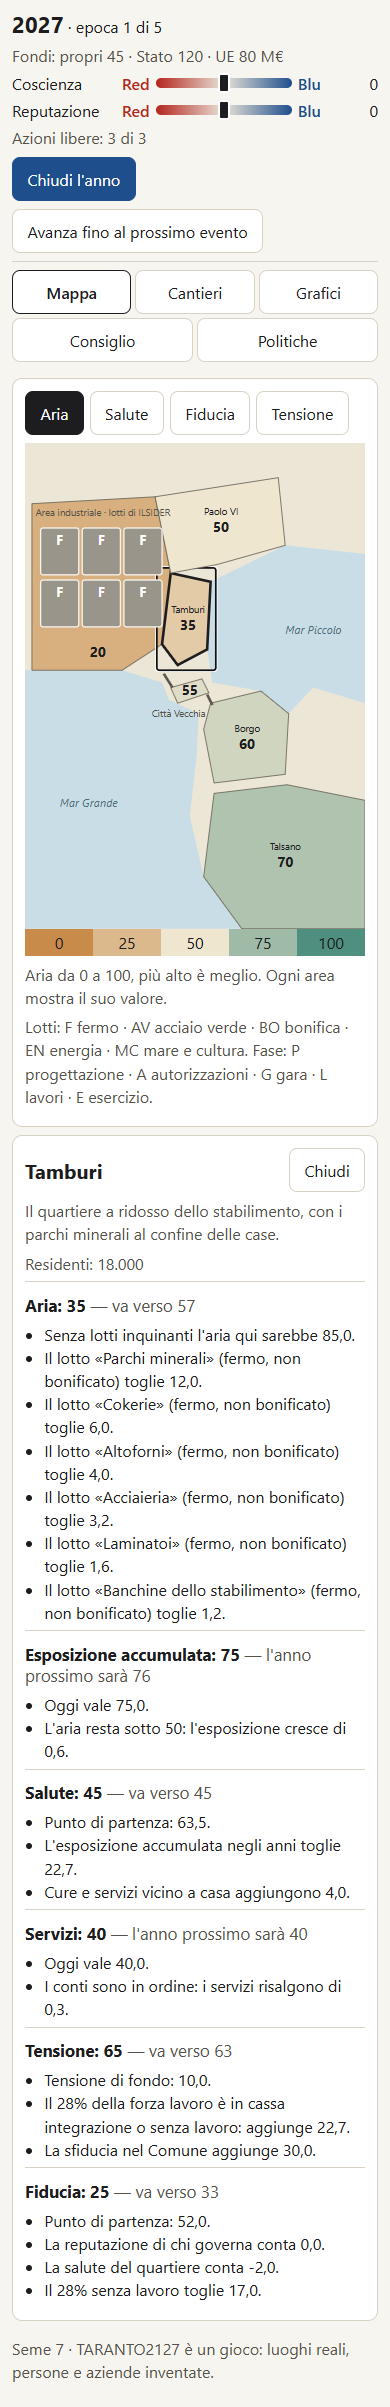 2027 · epoca 1 di 5
Fondi: propri 45 · Stato 120 · UE 80 M€
Coscienza Red Blu 0
Reputazione Red Blu 0
Azioni libere: 3 di 3
Chiudi l'anno
Avanza fino al prossimo evento
Mappa Cantieri Grafici
Consiglio Politiche
Aria Salute Fiducia Tensione
Area industriale · lotti di ILSIDER
Paolo VI
50
F F F
F F F
20
Tamburi
35
Mar Piccolo
55
Città Vecchia
Borgo
60
Mar Grande
Talsano
70
0 25 50 75 100
Aria da 0 a 100, più alto è meglio. Ogni area
mostra il suo valore.
Lotti: F fermo · AV acciaio verde · BO bonifica ·
EN energia · MC mare e cultura. Fase: P
progettazione · A autorizzazioni · G gara · L
lavori · E esercizio.
Tamburi
Chiudi
Il quartiere a ridosso dello stabilimento, con i
parchi minerali al confine delle case.
Residenti: 18.000
Aria: 35 — va verso 57
• Senza lotti inquinanti l'aria qui sarebbe 85,0.
• Il lotto «Parchi minerali» (fermo, non
bonificato) toglie 12,0.
• Il lotto «Cokerie» (fermo, non bonificato)
toglie 6,0.
• Il lotto «Altoforni» (fermo, non bonificato)
toglie 4,0.
• Il lotto «Acciaieria» (fermo, non bonificato)
toglie 3,2.
• Il lotto «Laminatoi» (fermo, non bonificato)
toglie 1,6.
• Il lotto «Banchine dello stabilimento» (fermo,
non bonificato) toglie 1,2.
Esposizione accumulata: 75 — l'anno
prossimo sarà 76
• Oggi vale 75,0.
• L'aria resta sotto 50: l'esposizione cresce di
0,6.
Salute: 45 — va verso 45
• Punto di partenza: 63,5.
• L'esposizione accumulata negli anni toglie
22,7.
• Cure e servizi vicino a casa aggiungono 4,0.
Servizi: 40 — l'anno prossimo sarà 40
• Oggi vale 40,0.
• I conti sono in ordine: i servizi risalgono di
0,3.
Tensione: 65 — va verso 63
• Tensione di fondo: 10,0.
• Il 28% della forza lavoro è in cassa
integrazione o senza lavoro: aggiunge 22,7.
• La sfiducia nel Comune aggiunge 30,0.
Fiducia: 25 — va verso 33
• Punto di partenza: 52,0.
• La reputazione di chi governa conta 0,0.
• La salute del quartiere conta -2,0.
• Il 28% senza lavoro toglie 17,0.
Seme 7 · TARANTO2127 è un gioco: luoghi reali,
persone e aziende inventate.